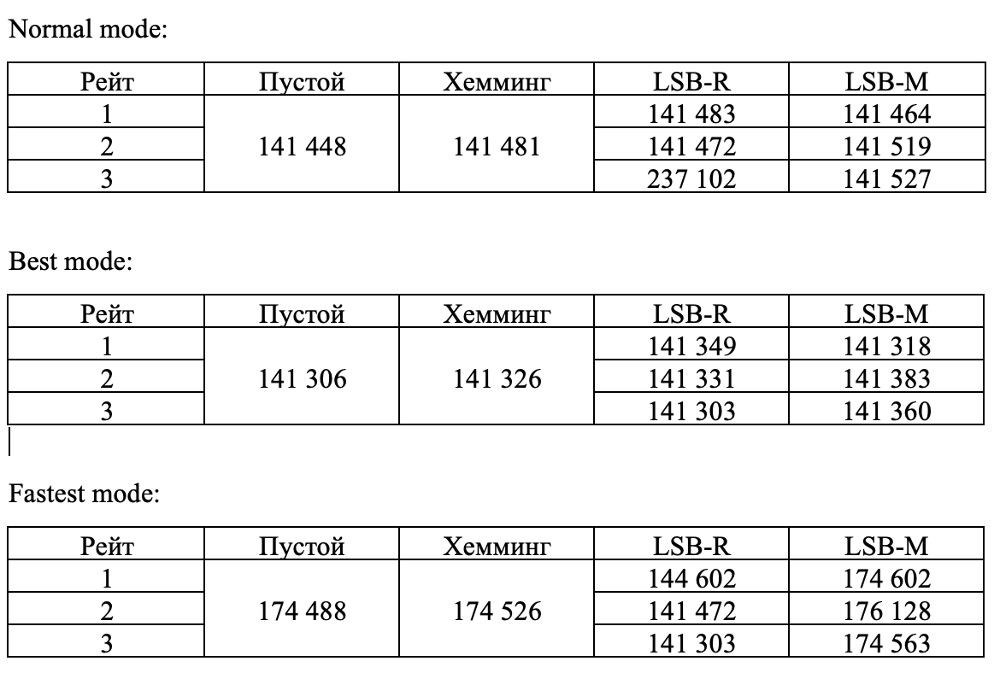 Normal mode:
Рейт Пустой Хемминг LSB-R LSB-M
1 141 483 141 464
2 141 448 141 481 141 472 141 519
3 237 102 141 527
Best mode:
Рейт Пустой Хемминг LSB-R LSB-M
1 141 349 141 318
2 141 306 141 326 141 331 141 383
3 141 303 141 360
Fastest mode:
Рейт Пустой Хемминг LSB-R LSB-M
1 144 602 174 602
2 174 488 174 526 141 472 176 128
3 141 303 174 563